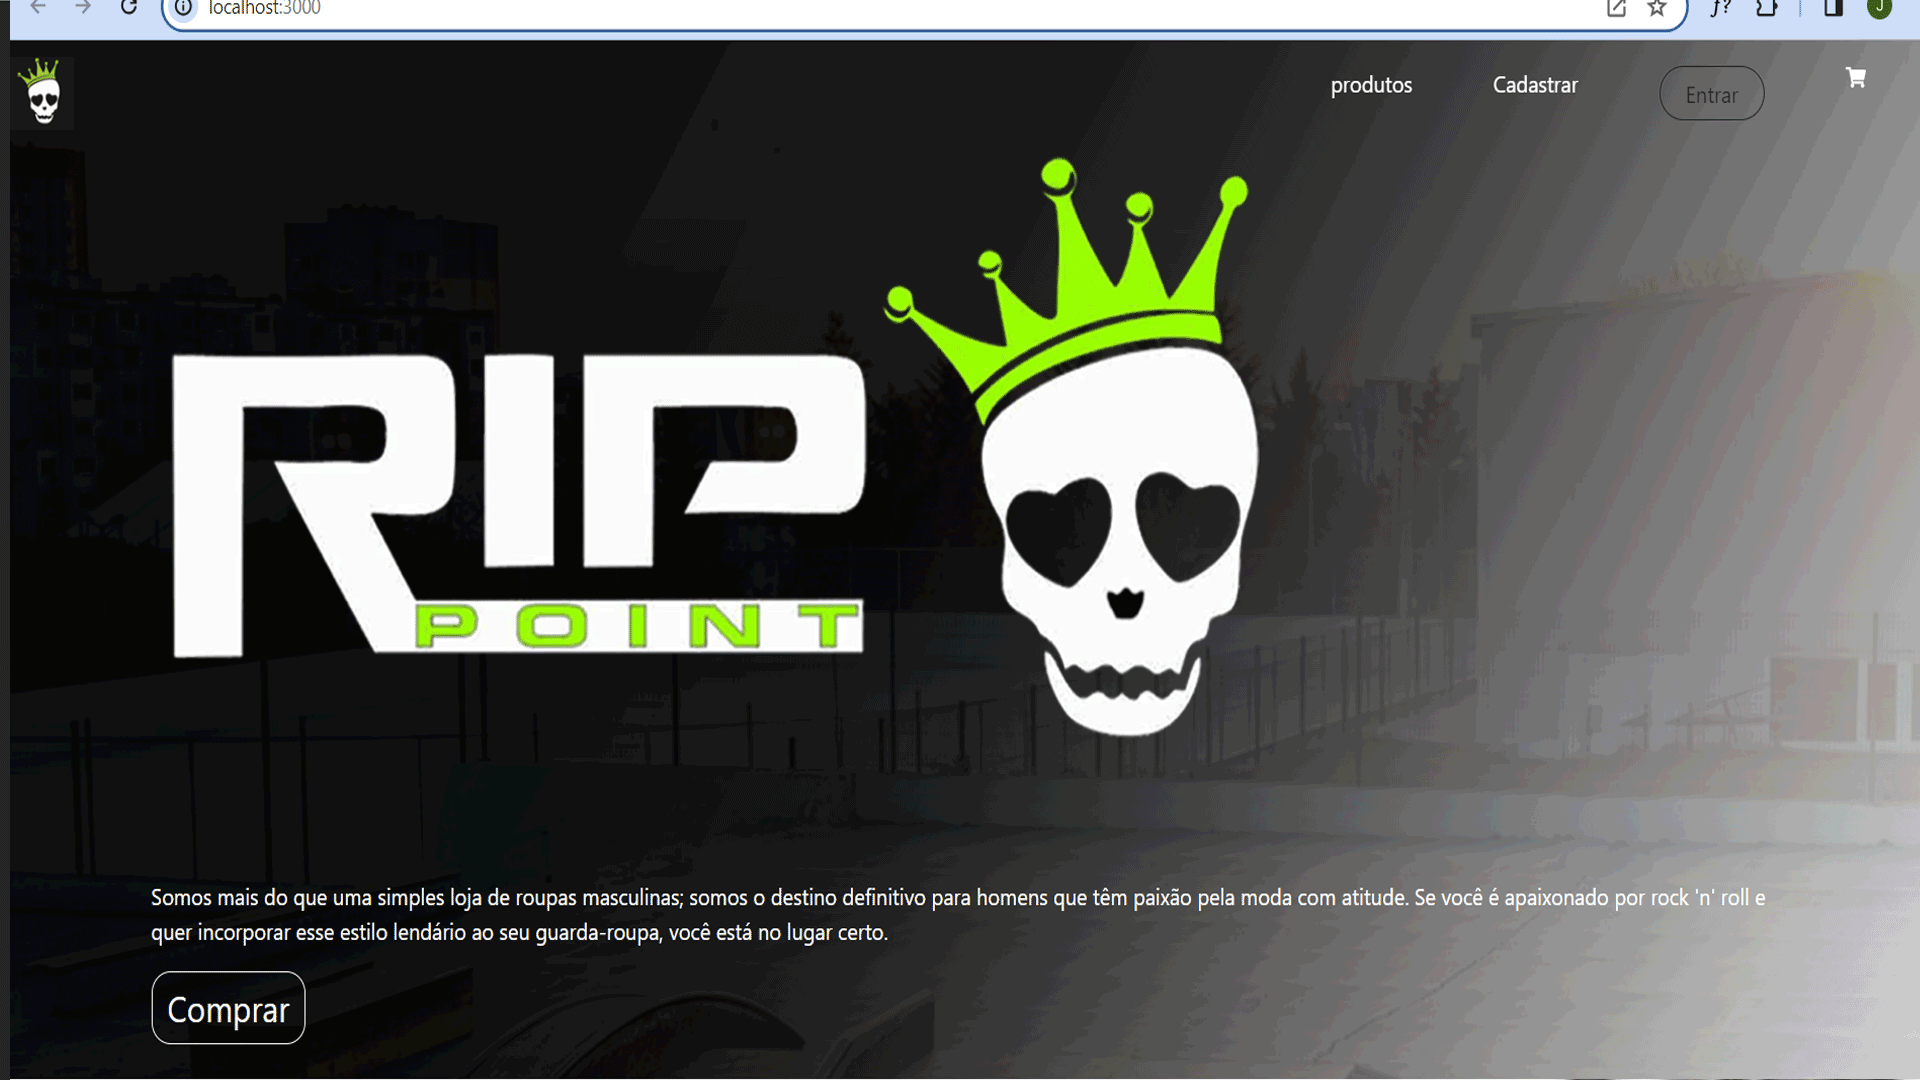 localhost:3000
f?
J
produtos
Cadastrar
Entrar
RIP
POINT
Somos mais do que uma simples loja de roupas masculinas; somos o destino definitivo para homens que têm paixão pela moda com atitude. Se você é apaixonado por rock 'n' roll e
quer incorporar esse estilo lendário ao seu guarda-roupa, você está no lugar certo.
Comprar